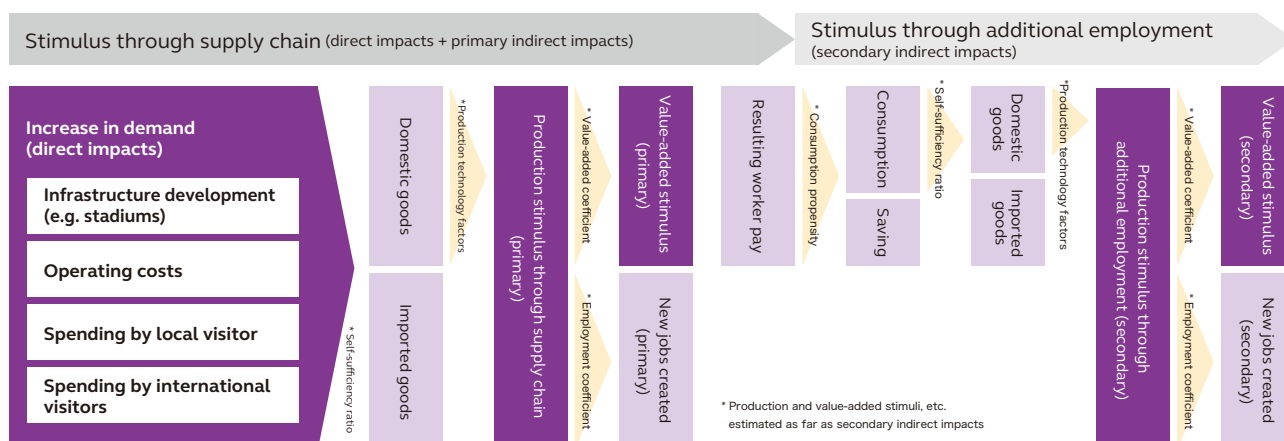 Stimulus through supply chain (direct impacts + primary indirect impacts)
Stimulus through additional employment
(secondary indirect impacts)
Increase in demand
(direct impacts)
Infrastructure development
(e.g. stadiums)
Operating costs
Spending by local visitor
Spending by international
visitors
* Self-sufficiency ratio
Domestic goods
Imported goods
*Production technology factors
Production stimulus through supply chain
(primary)
* Value-added coefficient
* Employment coefficient
Value-added stimulus
(primary)
New jobs created
(primary)
Resulting worker pay
* Consumption propensity
Consumption
Saving
* Self-sufficiency ratio
Domestic
goods
Imported
goods
*Production technology factors
Production stimulus through
additional employment (secondary)
* Value-added coefficient
* Employment coefficient
Value-added stimulus
(secondary)
New jobs created
(secondary)
* Production and value-added stimuli, etc.
estimated as far as secondary indirect impacts